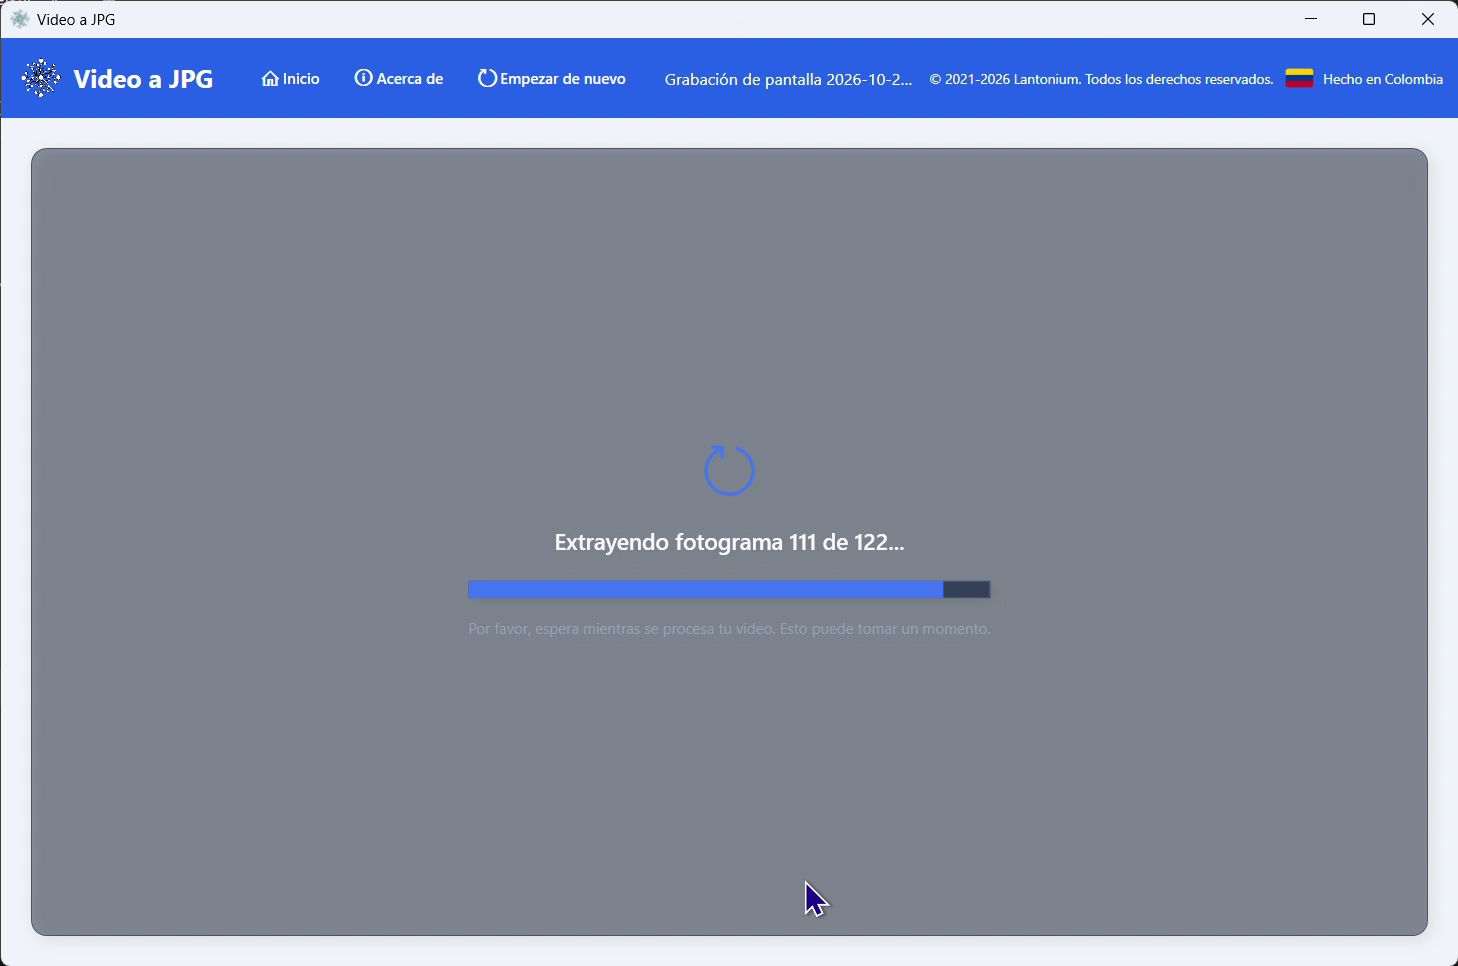 Video a JPG
Video a JPG Inicio Acerca de Empezar de nuevo Grabación de pantalla 2026-10-2... © 2021-2026 Lantonium. Todos los derechos reservados. Hecho en Colombia
Extrayendo fotograma 111 de 122...
Por favor, espera mientras se procesa tu video. Esto puede tomar un momento.